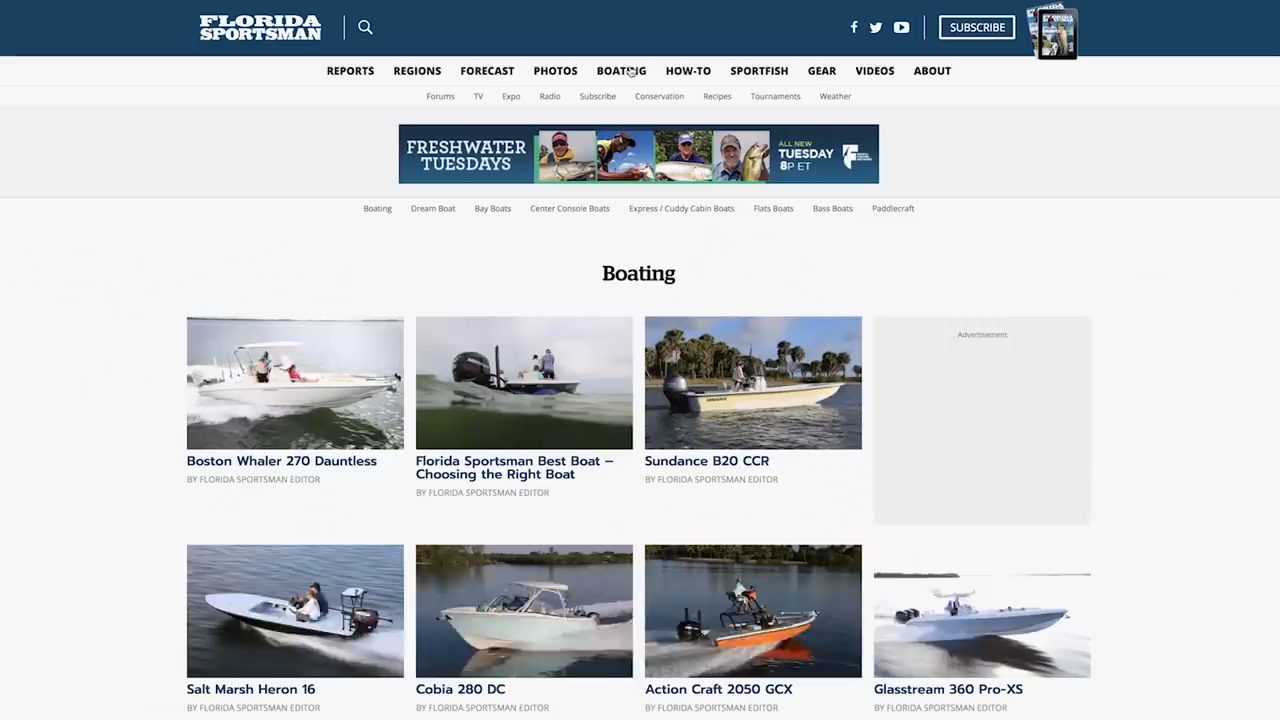 FLORIDA
SPORTSMAN
SUBSCRIBE
REPORTS REGIONS FORECAST PHOTOS BOATING HOW-TO SPORTFISH GEAR VIDEOS ABOUT
Forums TV Expo Radio Subscribe Conservation Recipes Tournaments Weather
FRESHWATER
TUESDAYS
ALL NEW
TUESDAY
8P ET
Boating Dream Boat Bay Boats Center Console Boats Express / Cuddy Cabin Boats Flats Boats Bass Boats Paddlecraft
Boating
Advertisement
Boston Whaler 270 Dauntless
BY FLORIDA SPORTSMAN EDITOR
Florida Sportsman Best Boat –
Choosing the Right Boat
BY FLORIDA SPORTSMAN EDITOR
SUNDANCE
Sundance B20 CCR
BY FLORIDA SPORTSMAN EDITOR
Salt Marsh Heron 16
BY FLORIDA SPORTSMAN EDITOR
Cobia 280 DC
BY FLORIDA SPORTSMAN EDITOR
Action Craft 2050 GCX
BY FLORIDA SPORTSMAN EDITOR
Glasstream 360 Pro-XS
BY FLORIDA SPORTSMAN EDITOR